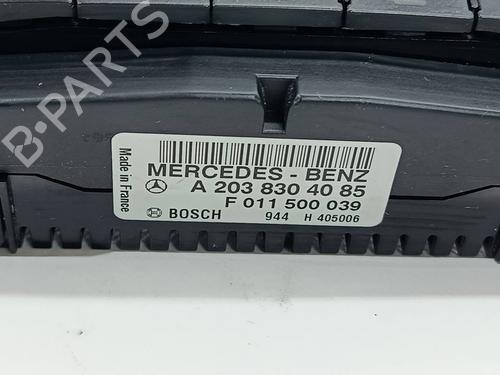 B-PARTS
Made in France
MERCEDES - BENZ
A 203 830 40 85
F 011 500 039
BOSCH 944 H 405006